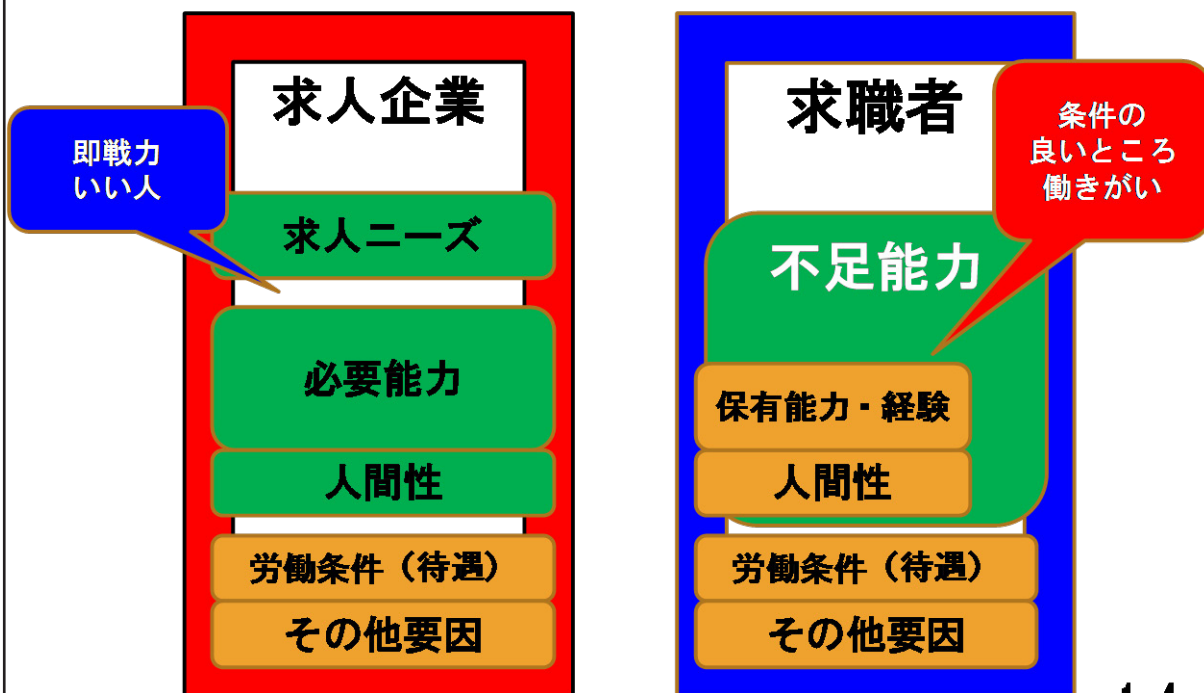 求人企業
即戦力
いい人
求人ニーズ
必要能力
人間性
労働条件（待遇）
その他要因
求職者
条件の
良いところ
働きがい
不足能力
保有能力・経験
人間性
労働条件（待遇）
その他要因